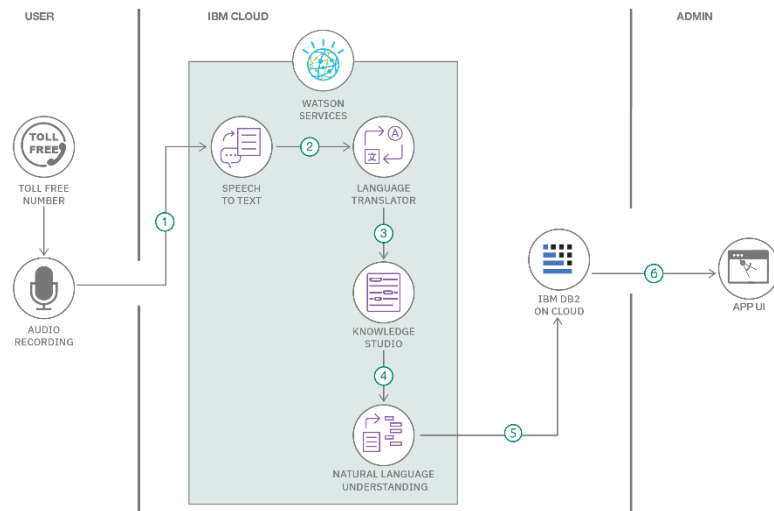 USER
IBM CLOUD
ADMIN
WATSON
SERVICES
TOLL
FREE
TOLL FREE
NUMBER
1
AUDIO
RECORDING
SPEECH
TO TEXT
2
A
文
LANGUAGE
TRANSLATOR
3
KNOWLEDGE
STUDIO
4
NATURAL LANGUAGE
UNDERSTANDING
5
IBM DB2
ON CLOUD
6
APP UI